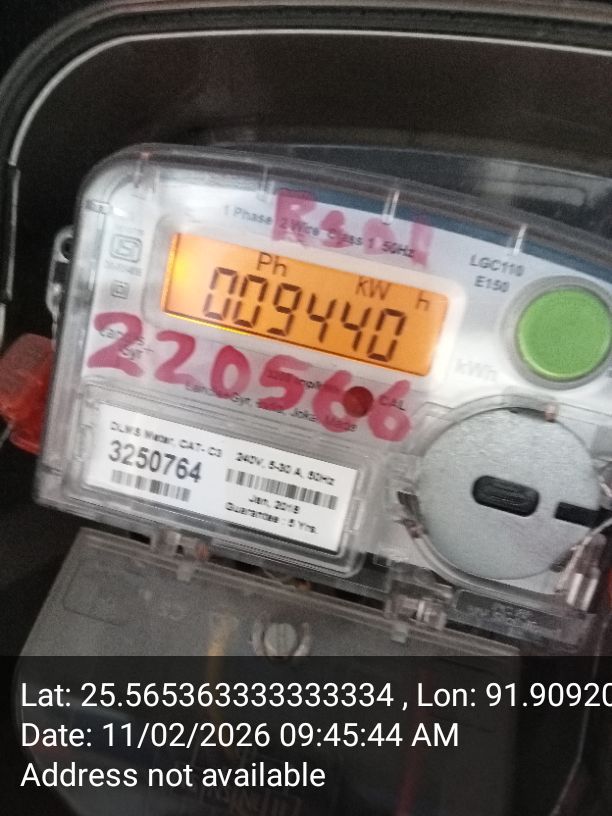 1 Phase 2 Wire Class 1 50Hz
LGC110
E150
Ph kW h
009440
220566
kWh
CAL
DLMS Meter, CAT- C3
240V, 5-30 A, 50Hz
3250764
Jan, 2018
Guarantee : 5 Yrs.
Lat: 25.565363333333334 , Lon: 91.90920
Date: 11/02/2026 09:45:44 AM
Address not available